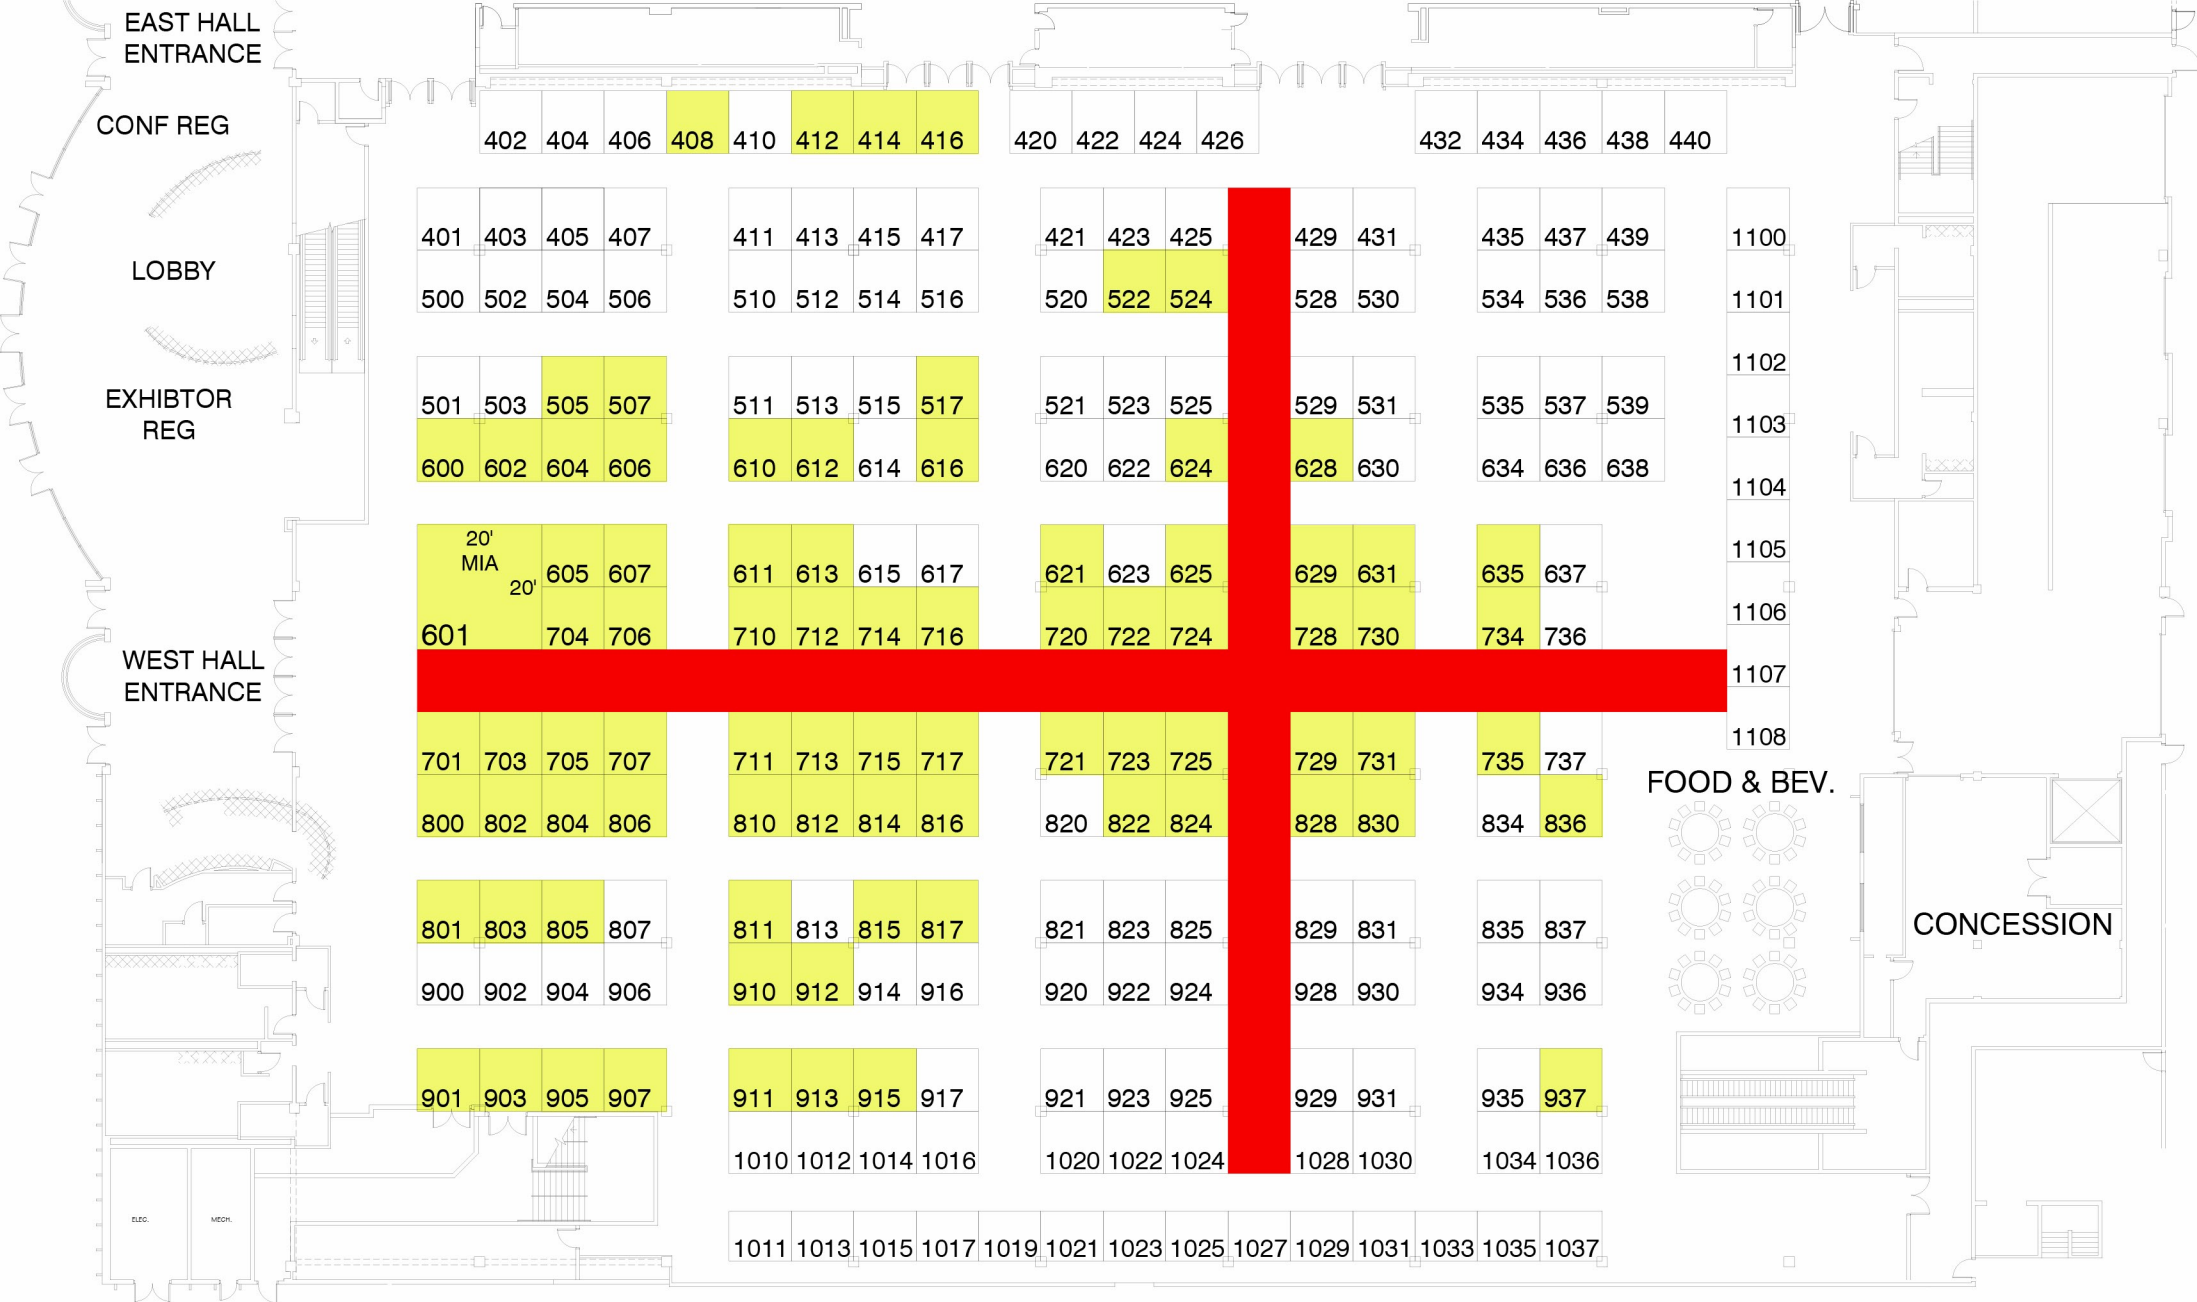 EAST HALL
ENTRANCE
CONF REG
402 404 406 408 410 412 414 416 420 422 424 426 432 434 436 438 440
401 403 405 407 411 413 415 417 421 423 425 429 431 435 437 439 1100
LOBBY
500 502 504 506 510 512 514 516 520 522 524 528 530 534 536 538 1101
1102
EXHIBTOR
REG
501 503 505 507 511 513 515 517 521 523 525 529 531 535 537 539 1103
600 602 604 606 610 612 614 616 620 622 624 628 630 634 636 638
1104
20'
MIA
20'
605 607 611 613 615 617 621 623 625 629 631 635 637 1105
1106
601 704 706 710 712 714 716 720 722 724 728 730 734 736
WEST HALL
ENTRANCE
1107
1108
701 703 705 707 711 713 715 717 721 723 725 729 731 735 737
FOOD & BEV.
800 802 804 806 810 812 814 816 820 822 824 828 830 834 836
801 803 805 807 811 813 815 817 821 823 825 829 831 835 837
CONCESSION
900 902 904 906 910 912 914 916 920 922 924 928 930 934 936
901 903 905 907 911 913 915 917 921 923 925 929 931 935 937
1010 1012 1014 1016 1020 1022 1024 1028 1030 1034 1036
ELEC. MECH.
1011 1013 1015 1017 1019 1021 1023 1025 1027 1029 1031 1033 1035 1037